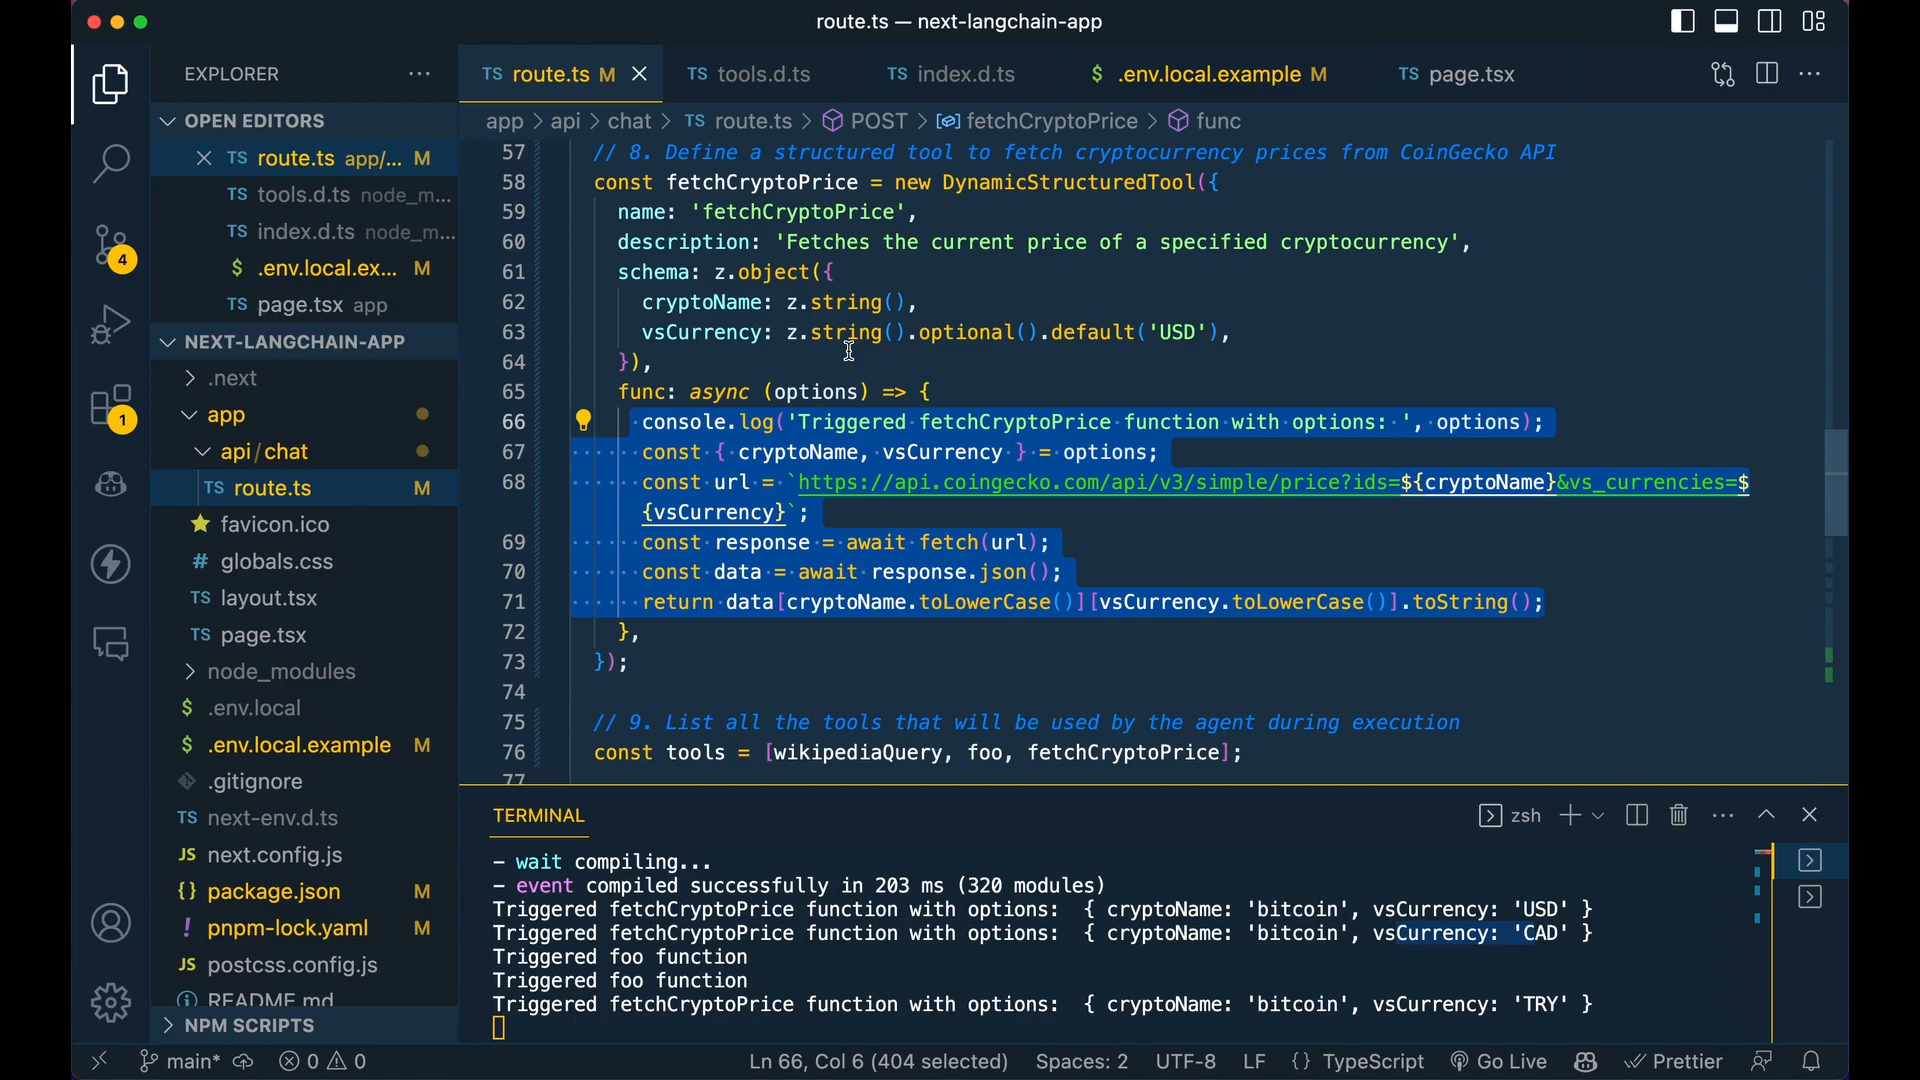 route.ts — next-langchain-app
EXPLORER
TS route.ts M
TS tools.d.ts
TS index.d.ts
$ .env.local.example M
TS page.tsx
app > api > chat > TS route.ts > POST > fetchCryptoPrice > func
OPEN EDITORS
TS route.ts app/... M
TS tools.d.ts node_m...
TS index.d.ts node_m...
$ .env.local.ex... M
TS page.tsx app
NEXT-LANGCHAIN-APP
.next
app
api/chat
TS route.ts M
favicon.ico
# globals.css
TS layout.tsx
TS page.tsx
node_modules
$ .env.local
$ .env.local.example M
.gitignore
TS next-env.d.ts
JS next.config.js
{} package.json M
! pnpm-lock.yaml M
JS postcss.config.js
README.md
NPM SCRIPTS
4
1
57 // 8. Define a structured tool to fetch cryptocurrency prices from CoinGecko API
58 const fetchCryptoPrice = new DynamicStructuredTool({
59 name: 'fetchCryptoPrice',
60 description: 'Fetches the current price of a specified cryptocurrency',
61 schema: z.object({
62 cryptoName: z.string(),
63 vsCurrency: z.string().optional().default('USD'),
64 }),
65 func: async (options) => {
66 console.log('Triggered fetchCryptoPrice function with options: ', options);
67 const { cryptoName, vsCurrency } = options;
68 const url = `https://api.coingecko.com/api/v3/simple/price?ids=${cryptoName}&vs_currencies=$
{vsCurrency}`;
69 const response = await fetch(url);
70 const data = await response.json();
71 return data[cryptoName.toLowerCase()][vsCurrency.toLowerCase()].toString();
72 },
73 });
74
75 // 9. List all the tools that will be used by the agent during execution
76 const tools = [wikipediaQuery, foo, fetchCryptoPrice];
77
TERMINAL
zsh
– wait compiling...
– event compiled successfully in 203 ms (320 modules)
Triggered fetchCryptoPrice function with options:  { cryptoName: 'bitcoin', vsCurrency: 'USD' }
Triggered fetchCryptoPrice function with options:  { cryptoName: 'bitcoin', vsCurrency: 'CAD' }
Triggered foo function
Triggered foo function
Triggered fetchCryptoPrice function with options:  { cryptoName: 'bitcoin', vsCurrency: 'TRY' }
main* 0 0 Ln 66, Col 6 (404 selected) Spaces: 2 UTF-8 LF {} TypeScript Go Live Prettier